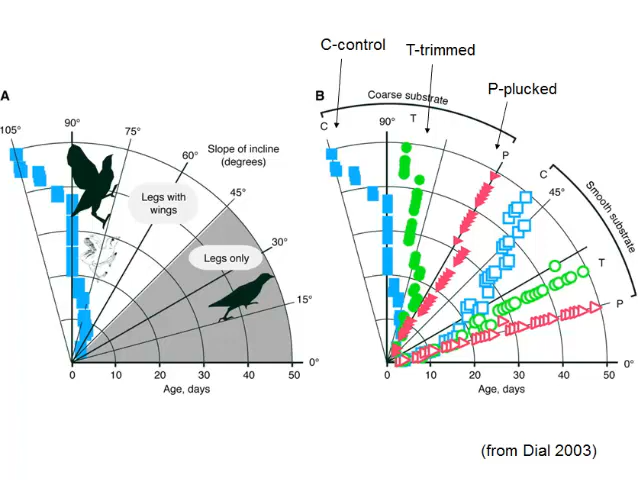 C-control
T-trimmed
P-plucked
A
105°
90°
75°
60°
Slope of incline
(degrees)
45°
30°
15°
0°
Legs with
wings
Legs only
0
10
20
30
40
50
Age, days
B
Coarse substrate
C
90°
T
P
C
45°
Smooth substrate
T
P
0°
0
10
20
30
40
50
Age, days
(from Dial 2003)